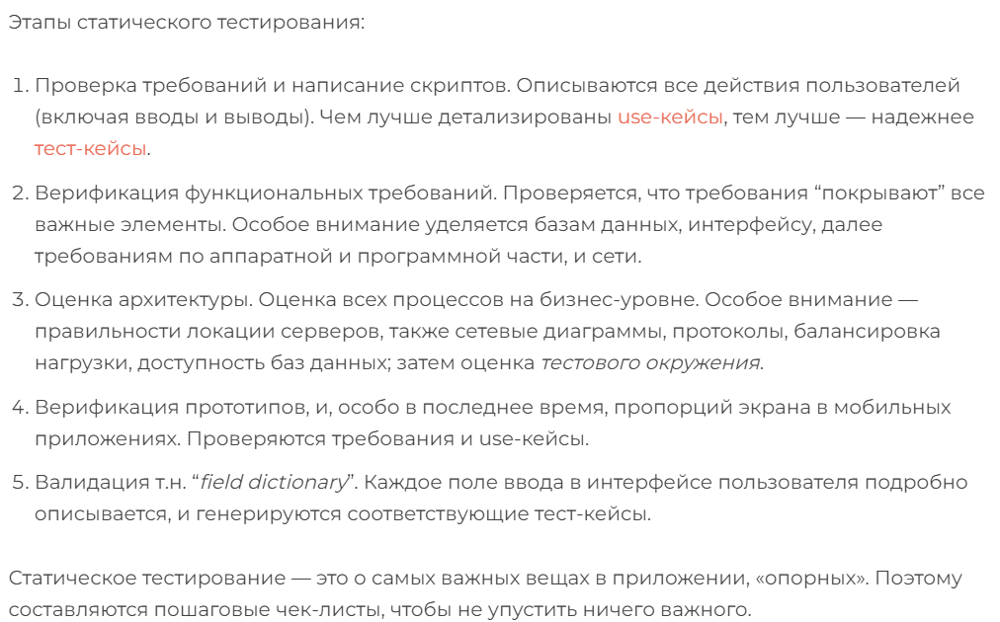 Этапы статического тестирования:
1. Проверка требований и написание скриптов. Описываются все действия пользователей
(включая вводы и выводы). Чем лучше детализированы use-кейсы, тем лучше — надежнее
тест-кейсы.
2. Верификация функциональных требований. Проверяется, что требования “покрывают” все
важные элементы. Особое внимание уделяется базам данных, интерфейсу, далее
требованиям по аппаратной и программной части, и сети.
3. Оценка архитектуры. Оценка всех процессов на бизнес-уровне. Особое внимание —
правильности локации серверов, также сетевые диаграммы, протоколы, балансировка
нагрузки, доступность баз данных; затем оценка тестового окружения.
4. Верификация прототипов, и, особо в последнее время, пропорций экрана в мобильных
приложениях. Проверяются требования и use-кейсы.
5. Валидация т.н. “field dictionary”. Каждое поле ввода в интерфейсе пользователя подробно
описывается, и генерируются соответствующие тест-кейсы.
Статическое тестирование — это о самых важных вещах в приложении, «опорных». Поэтому
составляются пошаговые чек-листы, чтобы не упустить ничего важного.